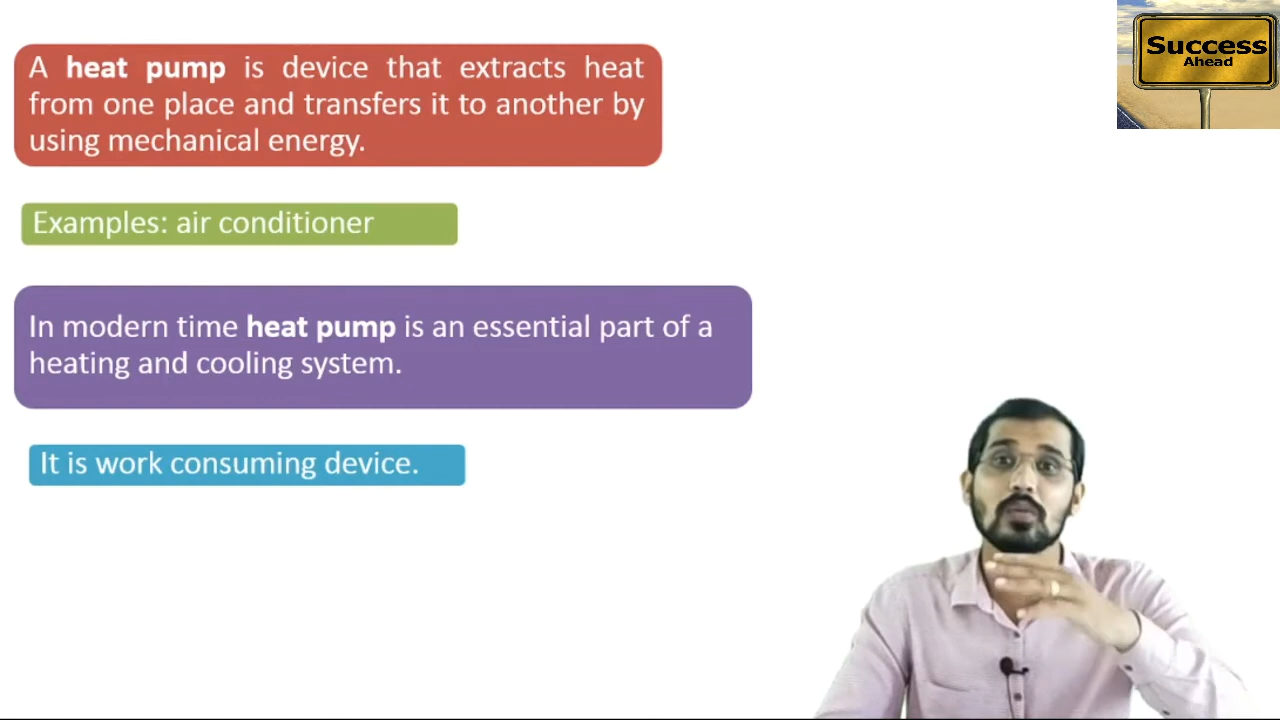 A heat pump is device that extracts heat
from one place and transfers it to another by
using mechanical energy.
Examples: air conditioner
In modern time heat pump is an essential part of a
heating and cooling system.
It is work consuming device.
Success
Ahead